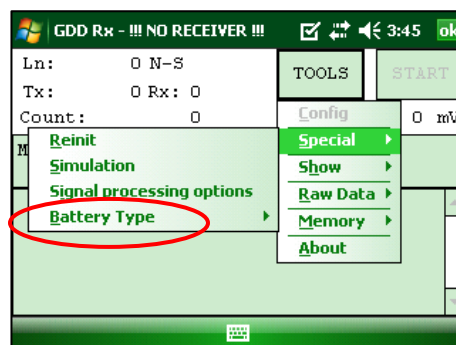 GDD Rx - !!! NO RECEIVER !!! 3:45 ok
Ln: 0 N-S
Tx: 0 Rx: 0
TOOLS START
Count: 0
Config 0 mV
Reinit Special
Simulation Show
Signal processing options Raw Data
Battery Type Memory
About